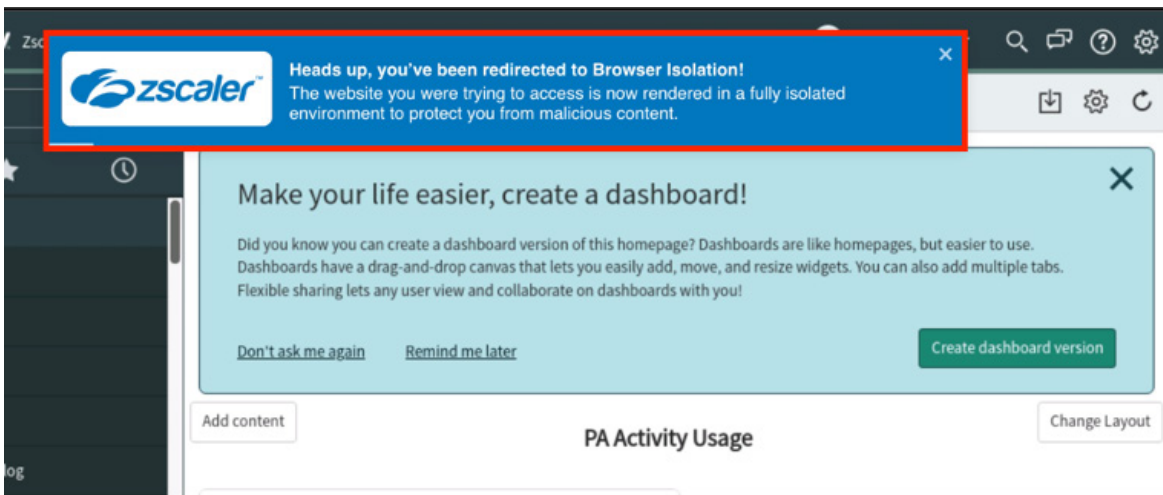 Zsc
zscaler™
Heads up, you've been redirected to Browser Isolation!
The website you were trying to access is now rendered in a fully isolated
environment to protect you from malicious content.
Make your life easier, create a dashboard!
Did you know you can create a dashboard version of this homepage? Dashboards are like homepages, but easier to use.
Dashboards have a drag-and-drop canvas that lets you easily add, move, and resize widgets. You can also add multiple tabs.
Flexible sharing lets any user view and collaborate on dashboards with you!
Don't ask me again Remind me later Create dashboard version
Add content Change Layout
PA Activity Usage
log